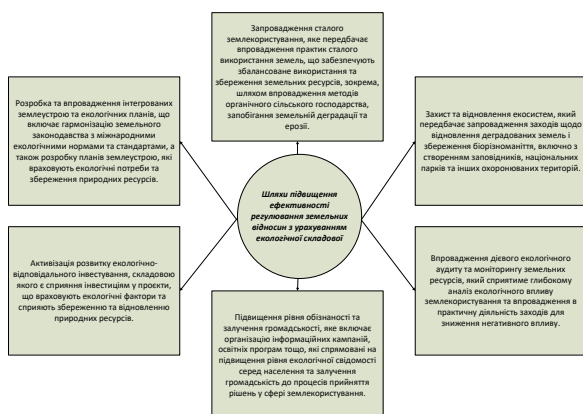 Запровадження сталого
землекористування, яке передбачає
впровадження практик сталого
використання земель, що забезпечують
збалансоване використання та
збереження земельних ресурсів, зокрема,
шляхом впровадження методів
органічного сільського господарства,
запобігання земельній деградації та
ерозії.
Розробка та впровадження інтегрованих
землеустрою та екологічних планів, що
включає гармонізацію земельного
законодавства з міжнародними
екологічними нормами та стандартами, а
також розробку планів землеустрою, які
враховують екологічні потреби та
збереження природних ресурсів.
Захист та відновлення екосистем, який
передбачає запровадження заходів щодо
відновлення деградованих земель і
збереження біорізноманіття, включно з
створенням заповідників, національних
парків та інших охоронюваних територій.
Шляхи підвищення
ефективності
регулювання земельних
відносин з урахуванням
екологічної складової
Активізація розвитку екологічно-
відповідального інвестування, складовою
якого є сприяння інвестиціям у проєкти,
що враховують екологічні фактори та
сприяють збереженню та відновленню
природних ресурсів.
Впровадження дієвого екологічного
аудиту та моніторингу земельних
ресурсів, який сприятиме глибокому
аналіз екологічного впливу
землекористування та впровадження в
практичну діяльність заходів для
зниження негативного впливу.
Підвищення рівня обізнаності та
залучення громадськості, яке включає
організацію інформаційних кампаній,
освітніх програм тощо, які спрямовані на
підвищення рівня екологічної свідомості
серед населення та залучення
громадськість до процесів прийняття
рішень у сфері землекористування.